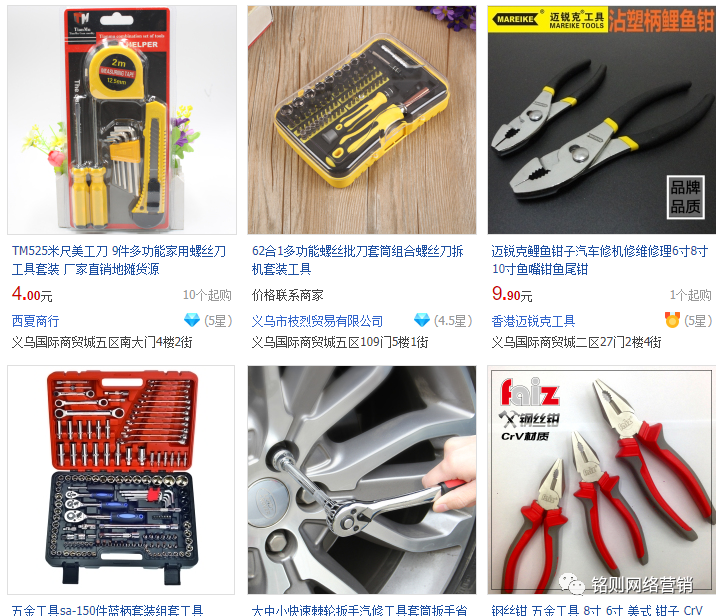 TM
TianMu
HELPER
2m
MEASURING TAPE
12.5mm
MAREIKE
迈锐克®工具
MAREIKE TOOLS
沾塑柄鲤鱼钳
品牌
品质
TM525米尺美工刀 9件多功能家用螺丝刀
工具套装 厂家直销地摊货源
4.00元
10个起购
西夏商行
(5星)
义乌国际商贸城五区南大门4楼2街
62合1多功能螺丝批刀套筒组合螺丝刀拆
机套装工具
价格联系商家
义乌市枝烈贸易有限公司
(4.5星)
义乌国际商贸城五区109门5楼1街
迈锐克鲤鱼钳子汽车修机修维修理6寸8寸
10寸鱼嘴钳鱼尾钳
9.90元
1个起购
香港迈锐克工具
(5星)
义乌国际商贸城二区27门2楼4街
faiz
钢丝钳
CrV材质
铭则网络营销
五金工具sa-150件蓝柄套装组套工具
大中小快速棘轮扳手汽修工具套筒扳手省
钢丝钳 五金工具 8寸 6寸 美式 钳子 CrV